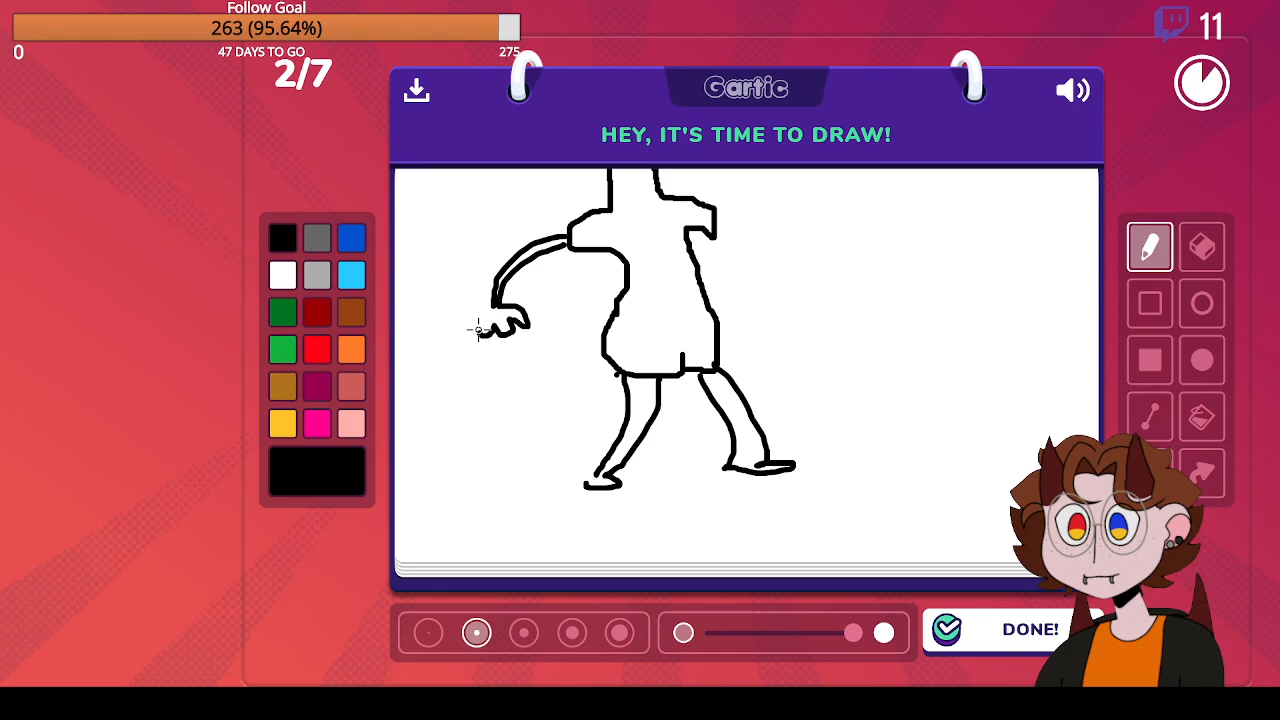 Follow Goal
263 (95.64%)
0
47 DAYS TO GO
275
2/7
11
Gartic
HEY, IT'S TIME TO DRAW!
DONE!